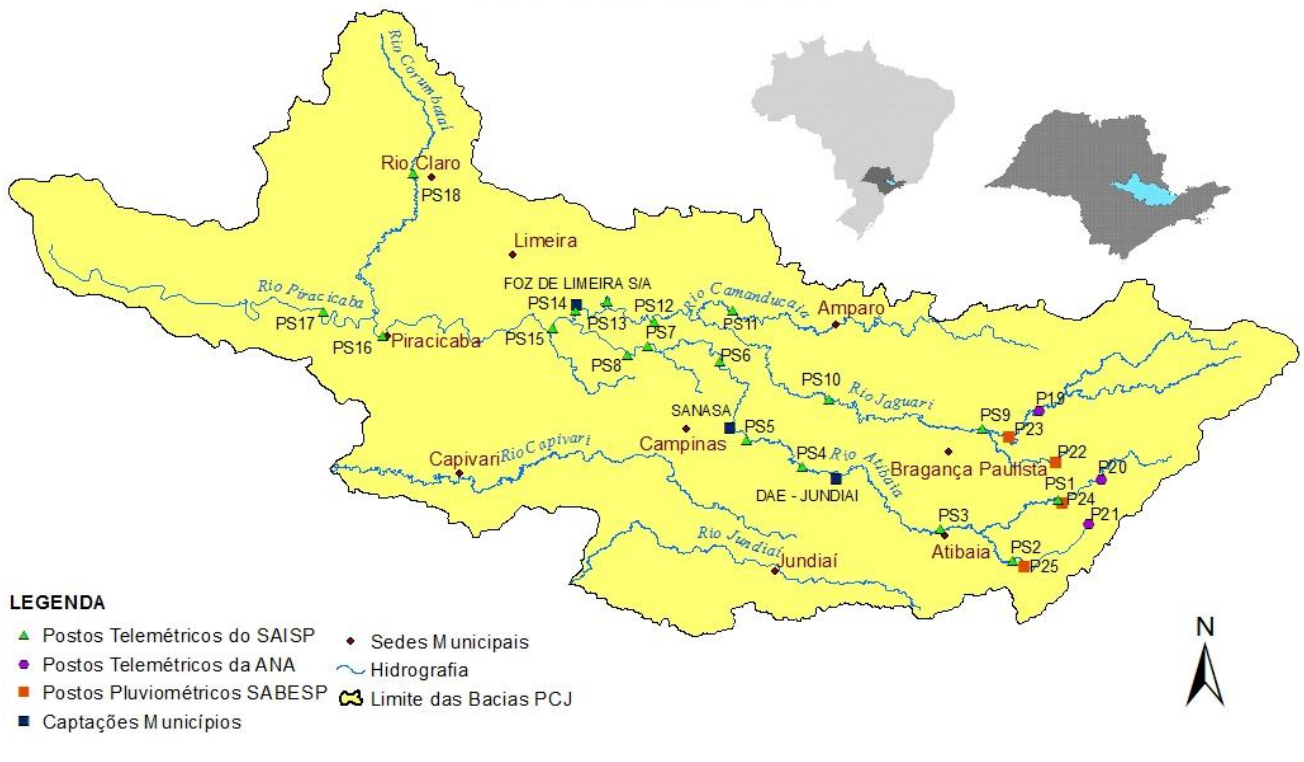 Rio Corumbataí
Rio Claro
PS18
Limeira
FOZ DE LIMEIRA S/A
Rio Piracicaba
PS17
PS16
Piracicaba
PS15
PS14
PS13
PS12
PS7
PS8
Rio Camanducaia
PS11
Amparo
PS6
PS10
Rio Jaguari
PS9
P19
P23
SANASA
Campinas
PS5
PS4
Rio Atibaia
Bragança Paulista
P22
P20
PS1
P24
P21
Capivari
Rio Capivari
DAE - JUNDIAI
PS3
Atibaia
PS2
P25
Rio Jundiaí
Jundiaí
LEGENDA
Postos Telemétricos do SAISP
Postos Telemétricos da ANA
Postos Pluviométricos SABESP
Captações Municípios
Sedes Municipais
Hidrografia
Limite das Bacias PCJ
N